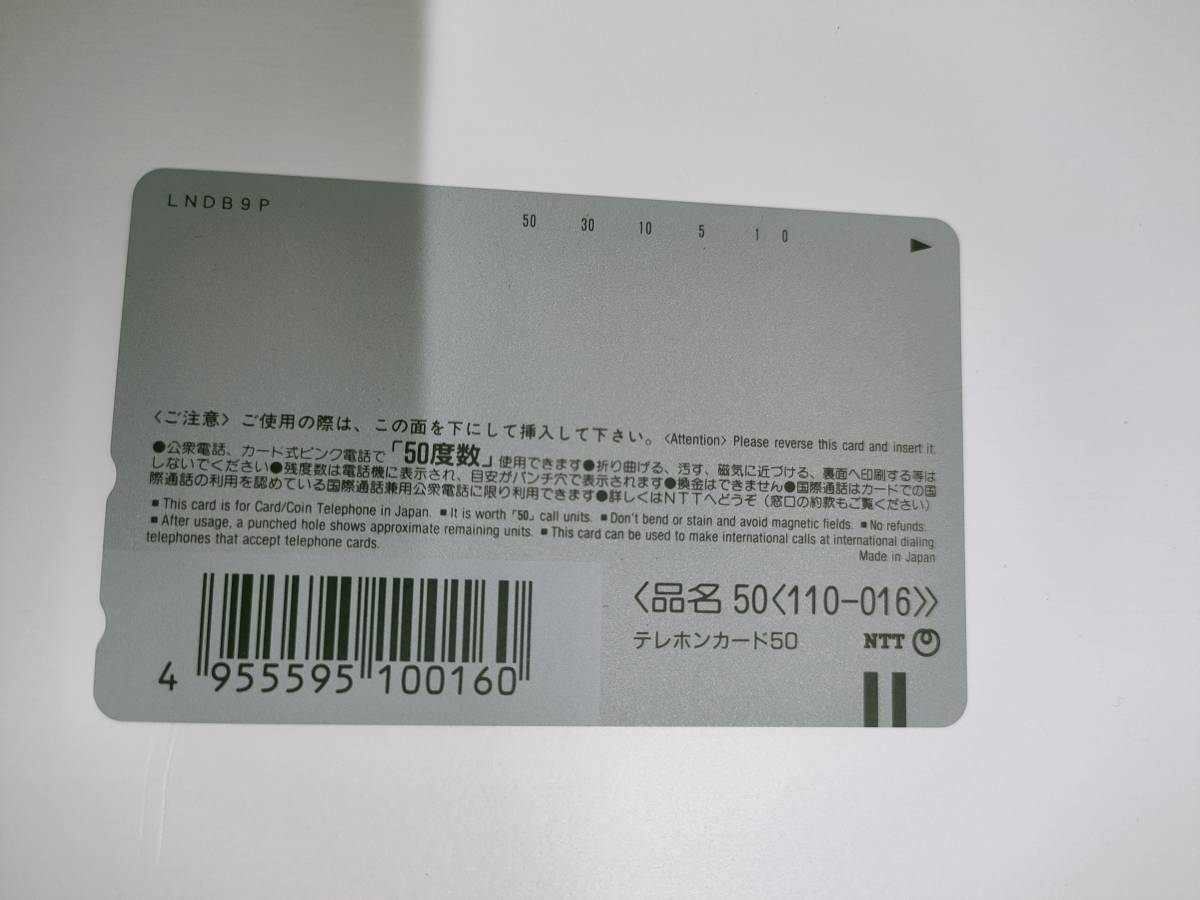 LNDB9P
50 30 10 5 1 0
〈ご注意〉ご使用の際は、この面を下にして挿入して下さい。〈Attention〉Please reverse this card and insert it.
●公衆電話、カード式ピンク電話で「50度数」使用できます●折り曲げる、汚す、磁気に近づける、裏面へ印刷する等は
しないでください●残度数は電話機に表示され、目安がパンチ穴で表示されます●換金はできません●国際通話はカードでの国
際通話の利用を認めている国際通話兼用公衆電話に限り利用できます●詳しくはNTTへどうぞ(窓口の約款もご覧ください)
■This card is for Card/Coin Telephone in Japan. ■It is worth「50」call units. ■Don't bend or stain and avoid magnetic fields. ■No refunds.
■After usage, a punched hole shows approximate remaining units. ■This card can be used to make international calls at international dialing
telephones that accept telephone cards.
Made in Japan
〈品名 50〈110-016〉〉
テレホンカード50 NTT
4 955595 100160